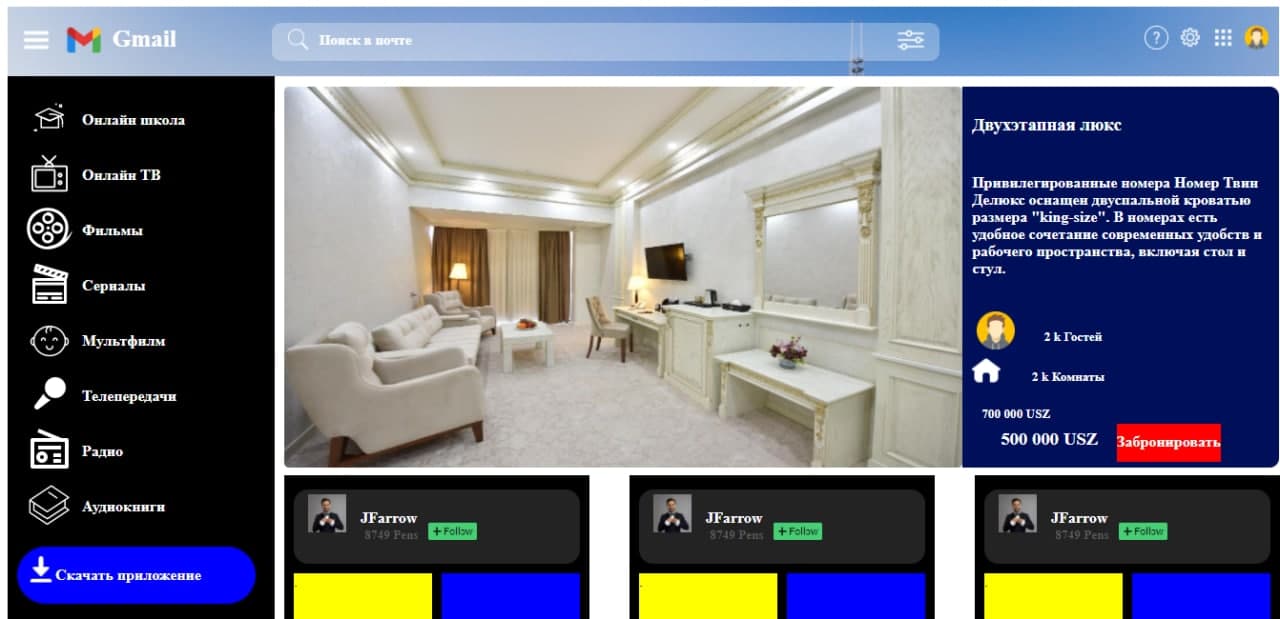 Gmail
Поиск в почте
?
Онлайн школа
Онлайн ТВ
Фильмы
Сериалы
Мультфилм
Телепередачи
Радио
Аудиокниги
Скачать приложение
Двухэтапная люкс
Привилегированные номера Номер Твин
Делюкс оснащен двуспальной кроватью
размера "king-size". В номерах есть
удобное сочетание современных удобств и
рабочего пространства, включая стол и
стул.
2 k Гостей
2 k Комнаты
700 000 USZ
500 000 USZ
Забронировать
JFarrow
8749 Pens
+ Follow
JFarrow
8749 Pens
+ Follow
JFarrow
8749 Pens
+ Follow